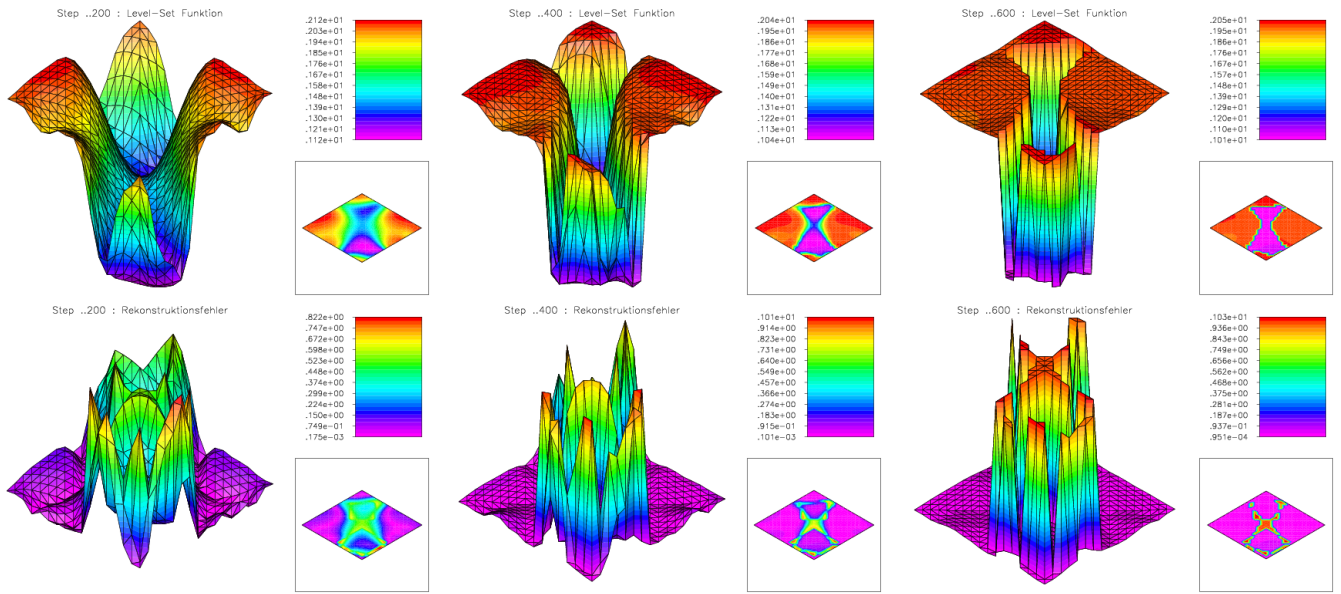 Step ..200 : Level-Set Funktion
.212e+01
.203e+01
.194e+01
.185e+01
.176e+01
.167e+01
.158e+01
.148e+01
.139e+01
.130e+01
.121e+01
.112e+01
Step ..400 : Level-Set Funktion
.204e+01
.195e+01
.186e+01
.177e+01
.168e+01
.159e+01
.149e+01
.140e+01
.131e+01
.122e+01
.113e+01
.104e+01
Step ..600 : Level-Set Funktion
.205e+01
.195e+01
.186e+01
.176e+01
.167e+01
.157e+01
.148e+01
.139e+01
.129e+01
.120e+01
.110e+01
.101e+01
Step ..200 : Rekonstruktionsfehler
.822e+00
.747e+00
.672e+00
.598e+00
.523e+00
.448e+00
.374e+00
.299e+00
.224e+00
.150e+00
.749e-01
.175e-03
Step ..400 : Rekonstruktionsfehler
.101e+01
.914e+00
.823e+00
.731e+00
.640e+00
.549e+00
.457e+00
.366e+00
.274e+00
.183e+00
.915e-01
.101e-03
Step ..600 : Rekonstruktionsfehler
.103e+01
.936e+00
.843e+00
.749e+00
.656e+00
.562e+00
.468e+00
.375e+00
.281e+00
.187e+00
.937e-01
.951e-04